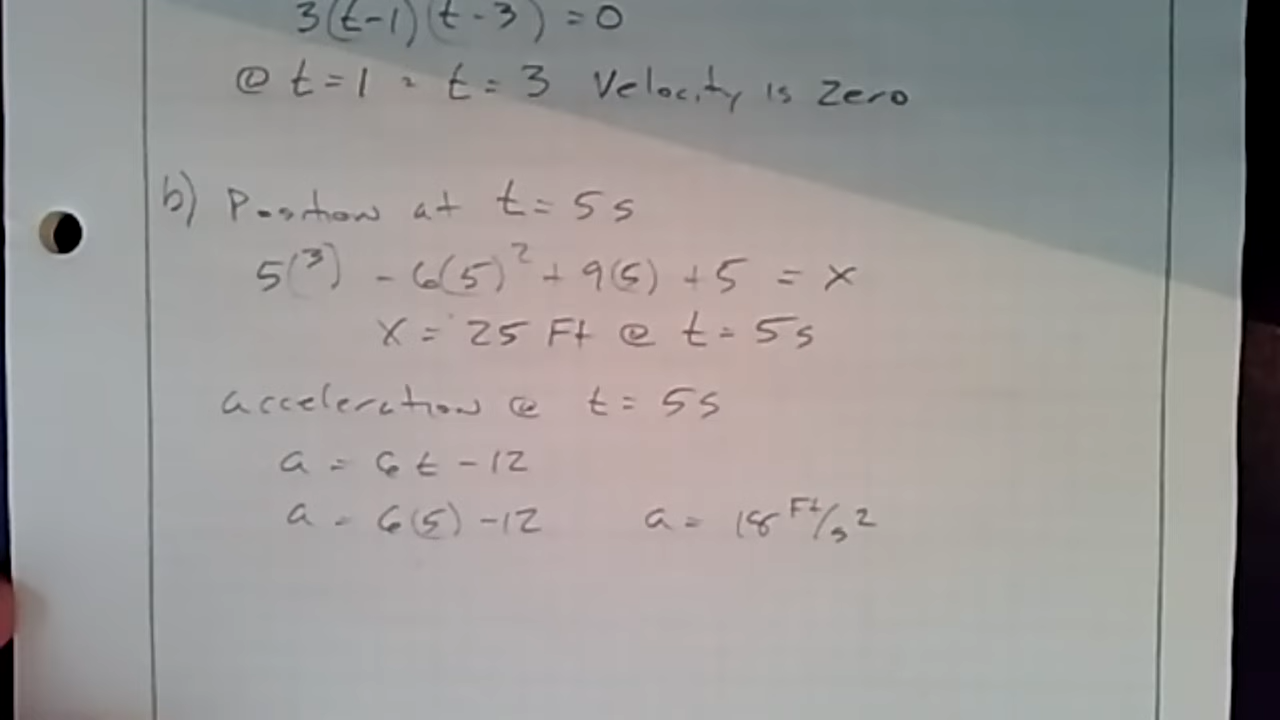 3(t-1)(t-3) = 0
@ t=1 , t = 3 Velocity is Zero
b) Position at t = 5 s
5(³) - 6(5)² + 9(5) + 5 = x
x = 25 Ft @ t = 5 s
acceleration @ t = 5 s
a = 6t - 12
a = 6(5) - 12 a = 18 Ft/s²